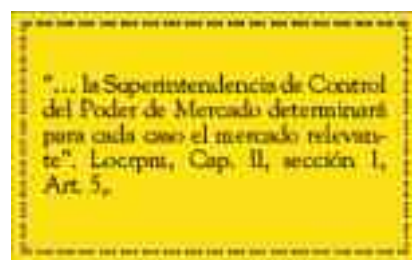 "... la Superintendencia de Control
del Poder de Mercado determinará
para cada caso el mercado relevan-
te". Locrpm, Cap. II, sección 1,
Art. 5,